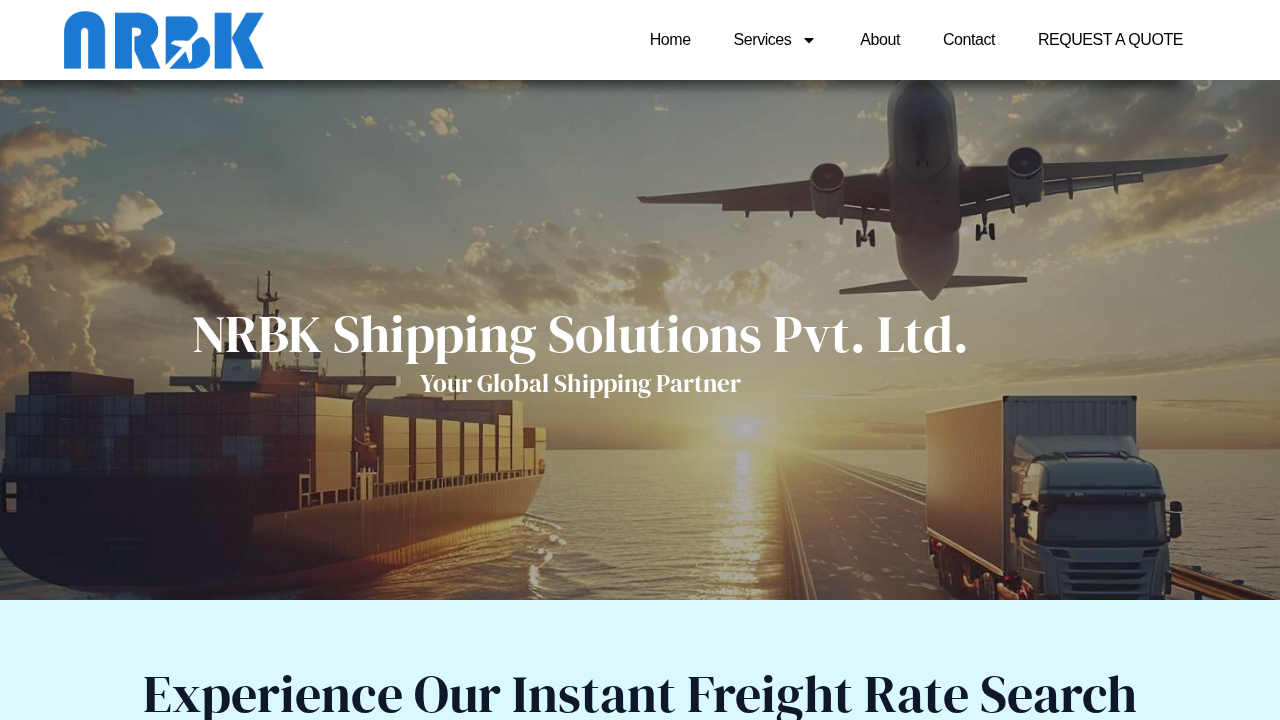 NRBK
Home
Services
About
Contact
REQUEST A QUOTE
NRBK Shipping Solutions Pvt. Ltd.
Your Global Shipping Partner
Experience Our Instant Freight Rate Search